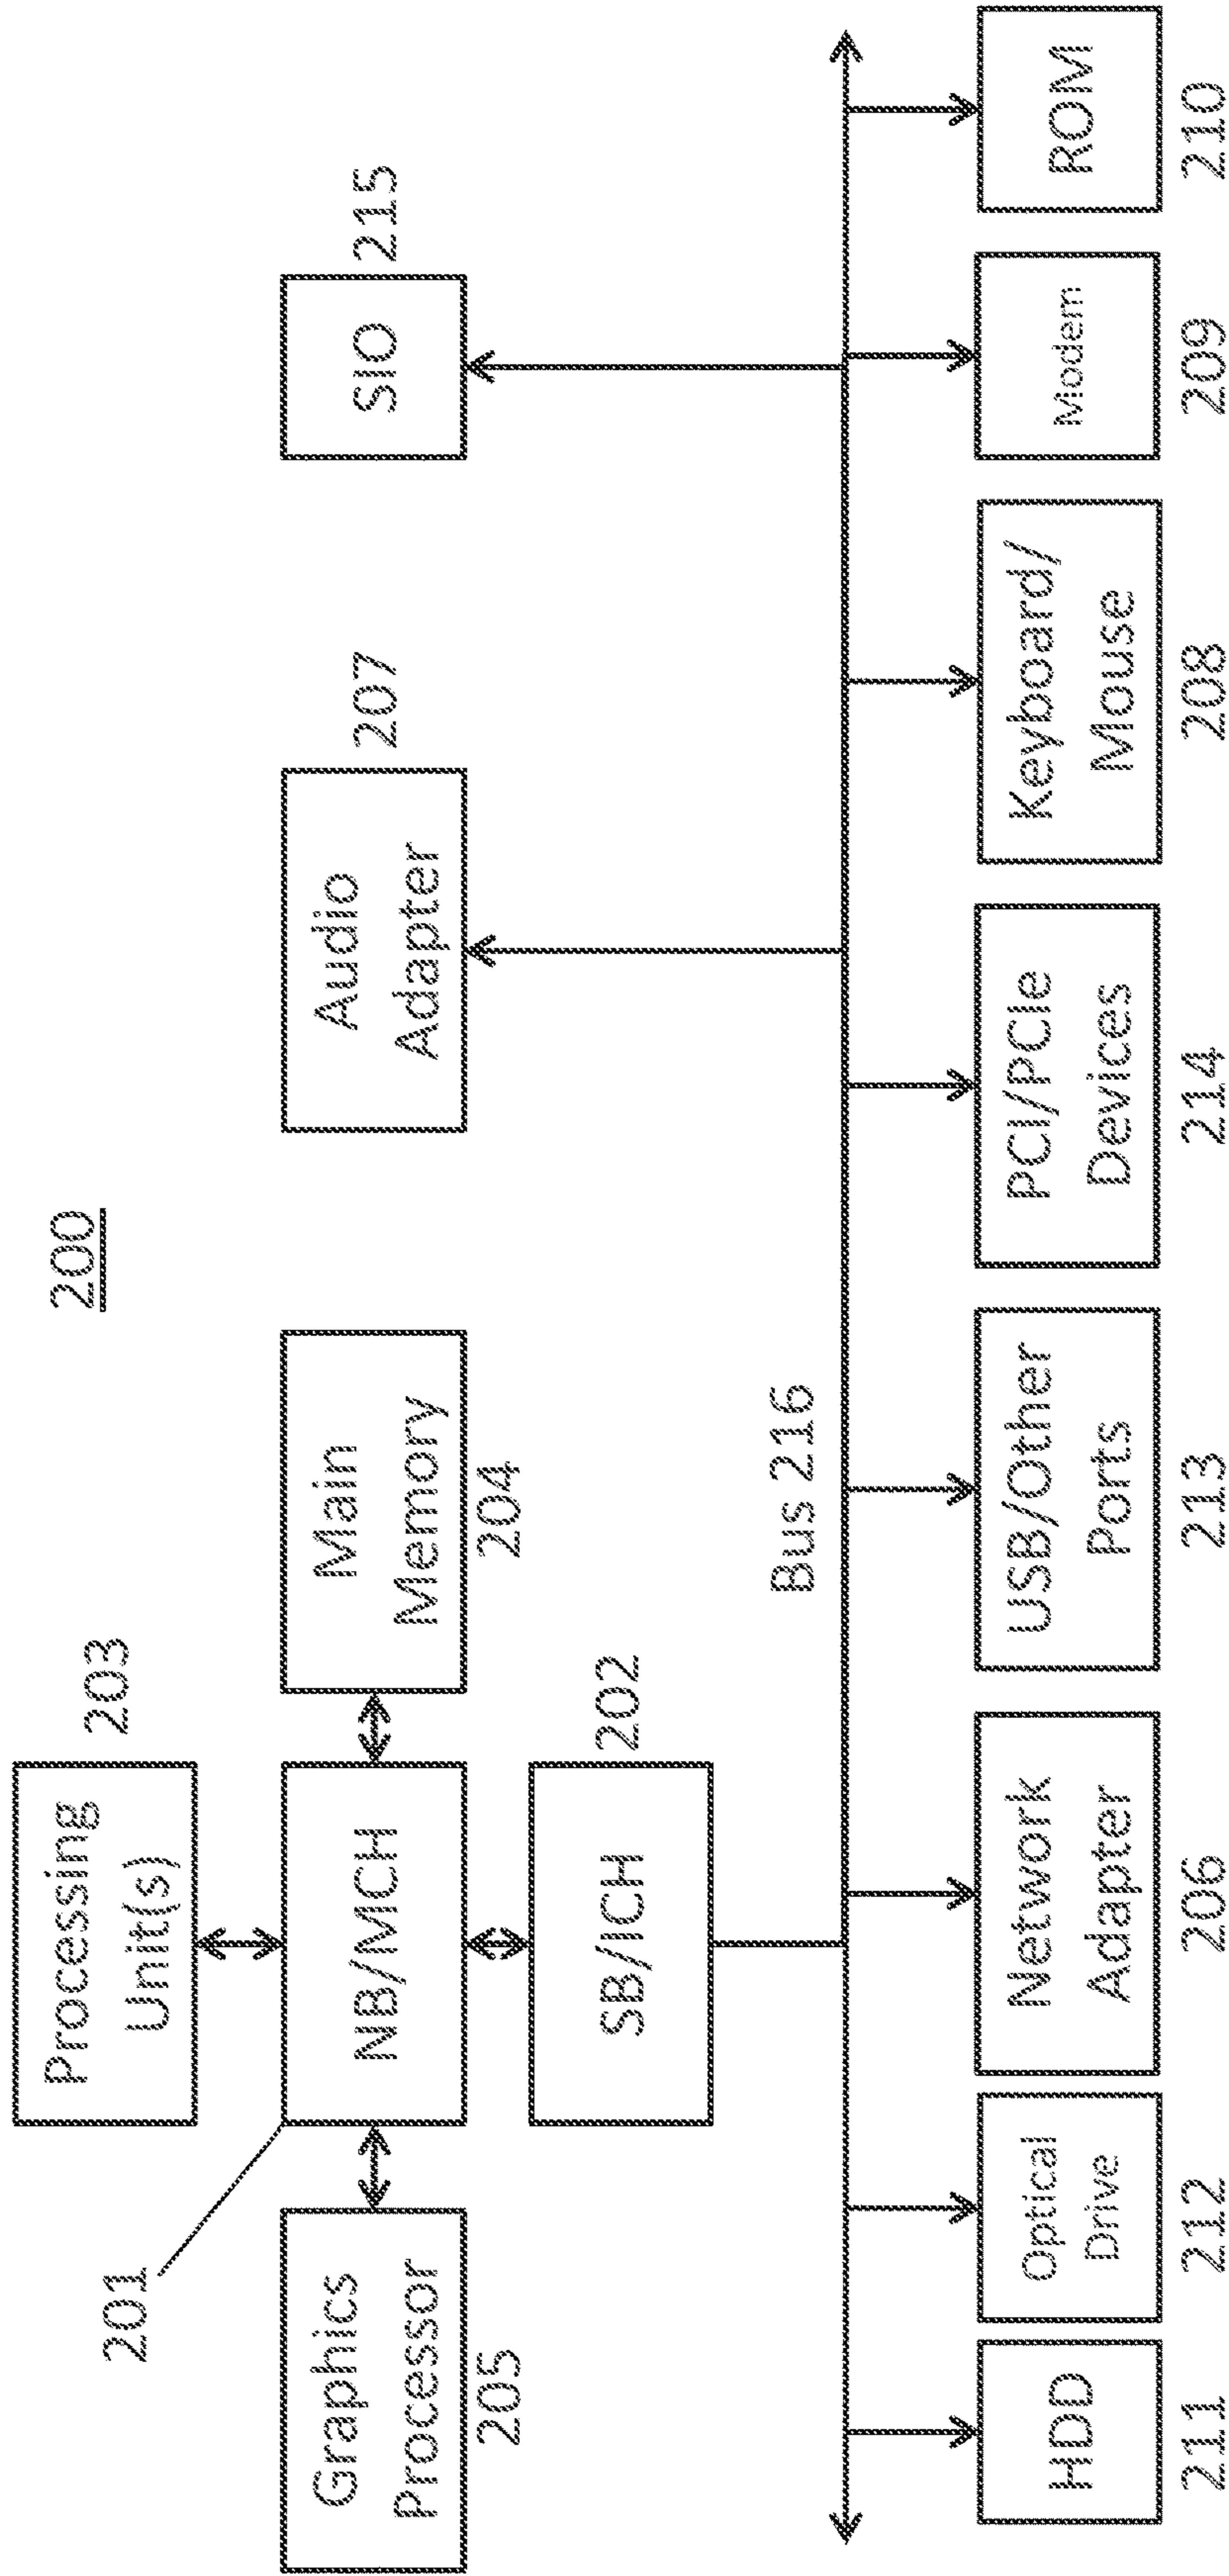 200
203
Processing
Unit(s)
201
Graphics
Processor
205
NB/MCH
Main
Memory
204
Audio
Adapter
207
SIO
215
SB/ICH
202
Bus 216
HDD
211
Optical
Drive
212
Network
Adapter
206
USB/Other
Ports
213
PCI/PCIe
Devices
214
Keyboard/
Mouse
208
Modem
209
ROM
210